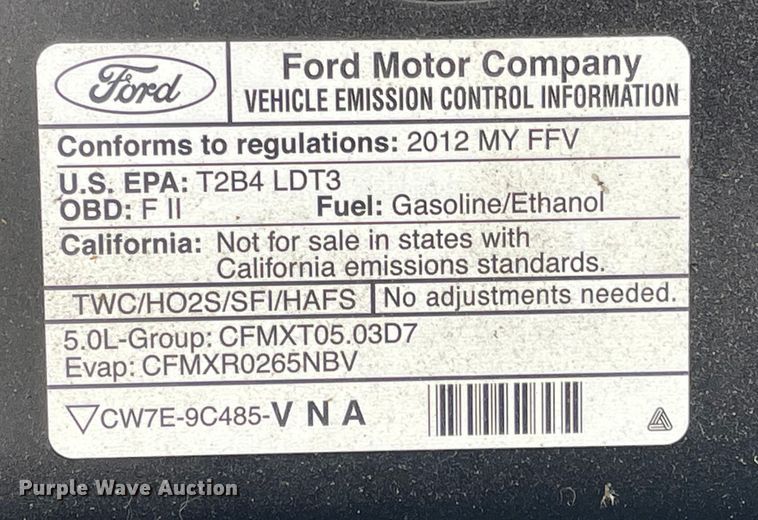 Ford
Ford Motor Company
VEHICLE EMISSION CONTROL INFORMATION
Conforms to regulations: 2012 MY FFV
U.S. EPA: T2B4 LDT3
OBD: F II Fuel: Gasoline/Ethanol
California: Not for sale in states with
California emissions standards.
TWC/HO2S/SFI/HAFS No adjustments needed.
5.0L-Group: CFMXT05.03D7
Evap: CFMXR0265NBV
CW7E-9C485-V N A
Purple Wave Auction